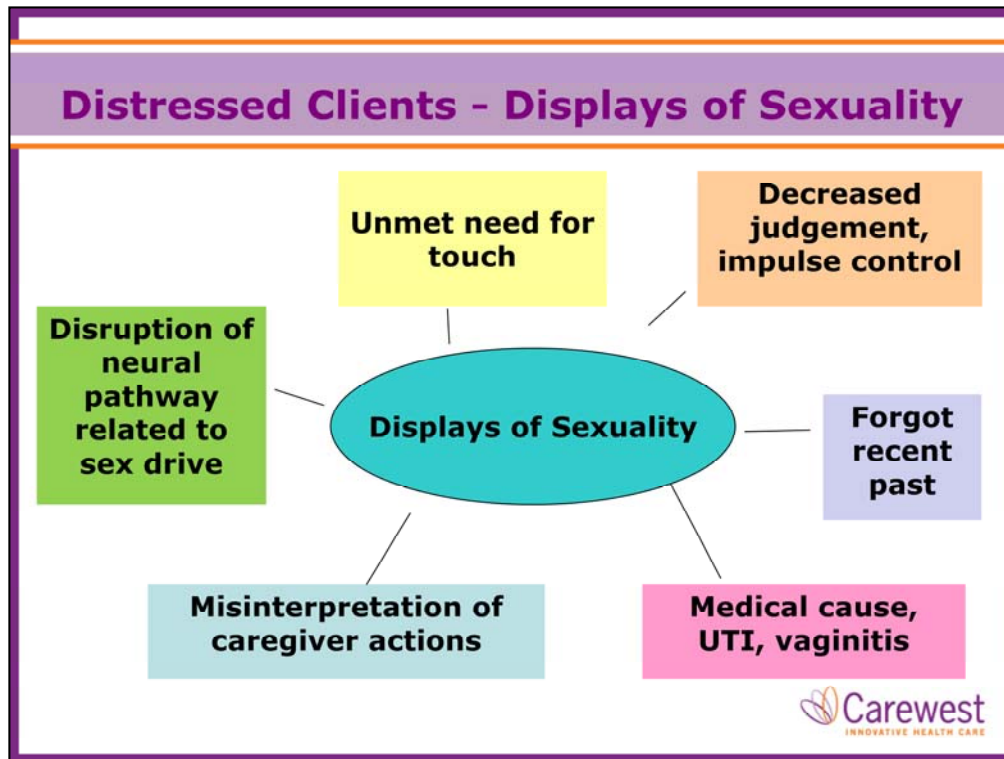 Distressed Clients – Displays of Sexuality
Unmet need for
touch
Decreased
judgement,
impulse control
Disruption of
neural
pathway
related to
sex drive
Displays of Sexuality
Forgot
recent
past
Misinterpretation of
caregiver actions
Medical cause,
UTI, vaginitis
Carewest
INNOVATIVE HEALTH CARE